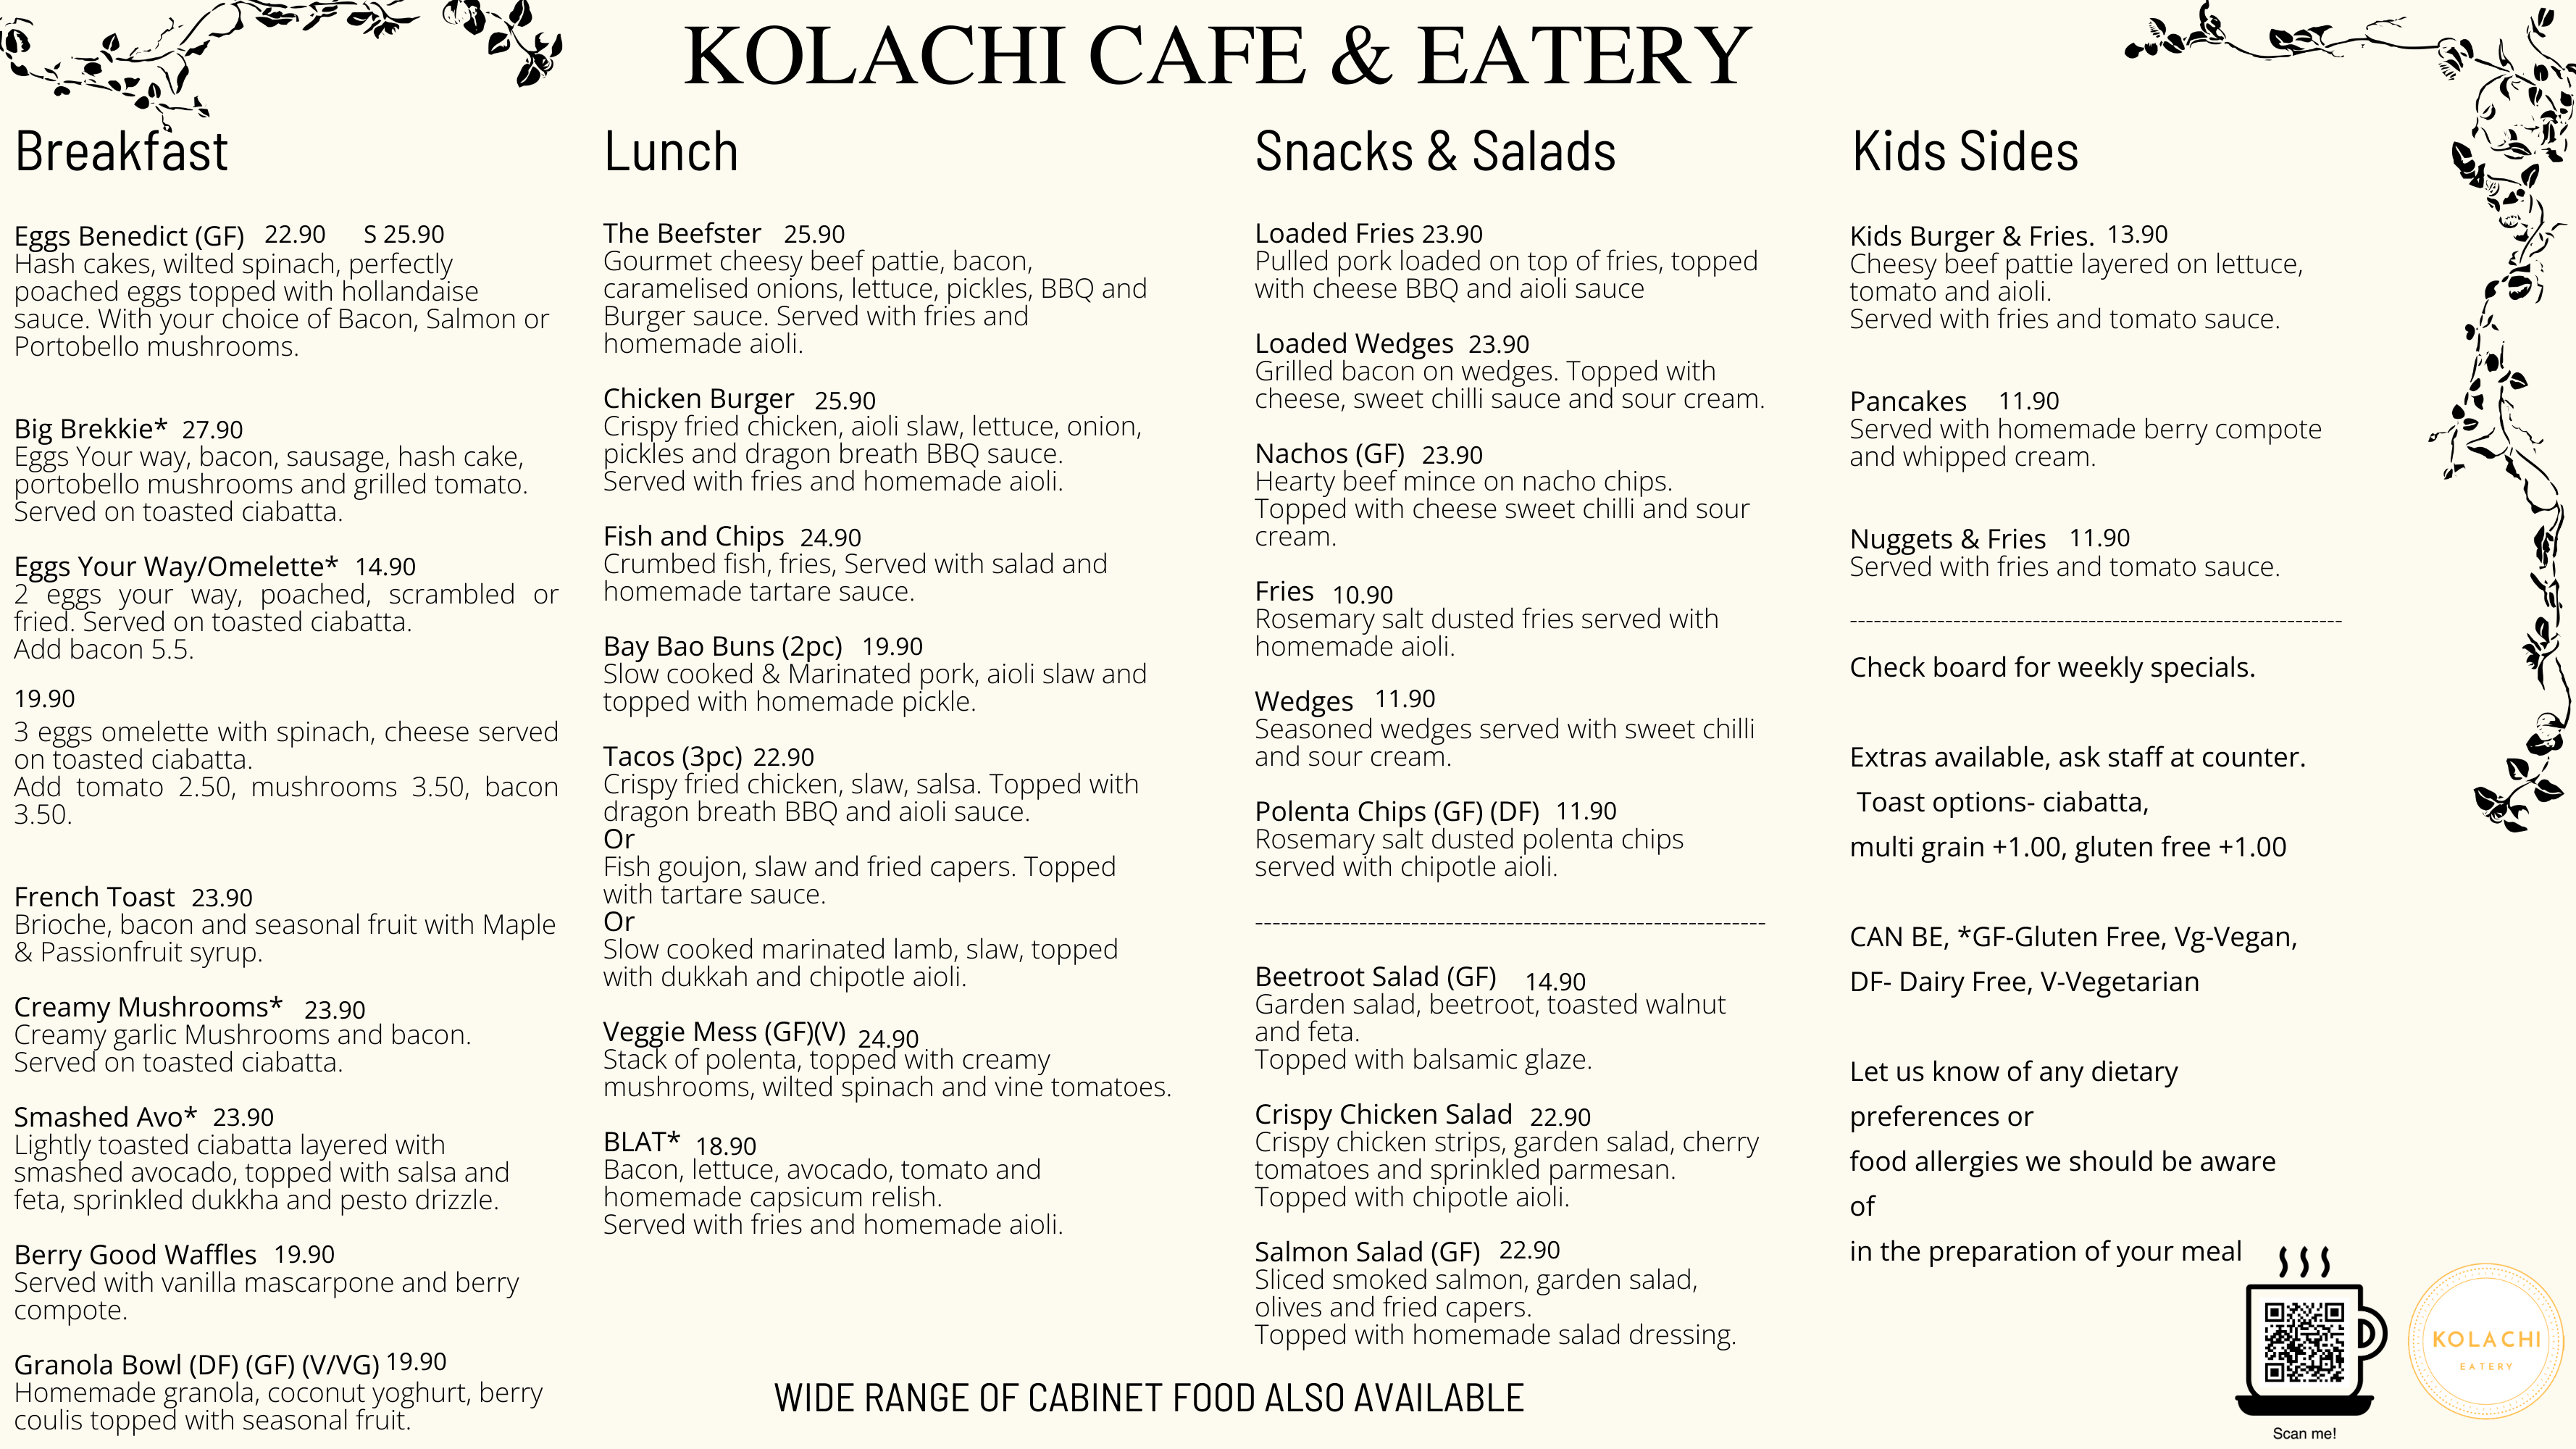 KOLACHI CAFE & EATERY
Breakfast
Eggs Benedict (GF) 22.90 S 25.90
Hash cakes, wilted spinach, perfectly
poached eggs topped with hollandaise
sauce. With your choice of Bacon, Salmon or
Portobello mushrooms.
Big Brekkie* 27.90
Eggs Your way, bacon, sausage, hash cake,
portobello mushrooms and grilled tomato.
Served on toasted ciabatta.
Eggs Your Way/Omelette* 14.90
2 eggs your way, poached, scrambled or
fried. Served on toasted ciabatta.
Add bacon 5.5.
19.90
3 eggs omelette with spinach, cheese served
on toasted ciabatta.
Add tomato 2.50, mushrooms 3.50, bacon
3.50.
French Toast 23.90
Brioche, bacon and seasonal fruit with Maple
& Passionfruit syrup.
Creamy Mushrooms* 23.90
Creamy garlic Mushrooms and bacon.
Served on toasted ciabatta.
Smashed Avo* 23.90
Lightly toasted ciabatta layered with
smashed avocado, topped with salsa and
feta, sprinkled dukkha and pesto drizzle.
Berry Good Waffles 19.90
Served with vanilla mascarpone and berry
compote.
Granola Bowl (DF) (GF) (V/VG) 19.90
Homemade granola, coconut yoghurt, berry
coulis topped with seasonal fruit.
Lunch
The Beefster 25.90
Gourmet cheesy beef pattie, bacon,
caramelised onions, lettuce, pickles, BBQ and
Burger sauce. Served with fries and
homemade aioli.
Chicken Burger 25.90
Crispy fried chicken, aioli slaw, lettuce, onion,
pickles and dragon breath BBQ sauce.
Served with fries and homemade aioli.
Fish and Chips 24.90
Crumbed fish, fries, Served with salad and
homemade tartare sauce.
Bay Bao Buns (2pc) 19.90
Slow cooked & Marinated pork, aioli slaw and
topped with homemade pickle.
Tacos (3pc) 22.90
Crispy fried chicken, slaw, salsa. Topped with
dragon breath BBQ and aioli sauce.
Or
Fish goujon, slaw and fried capers. Topped
with tartare sauce.
Or
Slow cooked marinated lamb, slaw, topped
with dukkah and chipotle aioli.
Veggie Mess (GF)(V) 24.90
Stack of polenta, topped with creamy
mushrooms, wilted spinach and vine tomatoes.
BLAT* 18.90
Bacon, lettuce, avocado, tomato and
homemade capsicum relish.
Served with fries and homemade aioli.
Snacks & Salads
Loaded Fries 23.90
Pulled pork loaded on top of fries, topped
with cheese BBQ and aioli sauce
Loaded Wedges 23.90
Grilled bacon on wedges. Topped with
cheese, sweet chilli sauce and sour cream.
Nachos (GF) 23.90
Hearty beef mince on nacho chips.
Topped with cheese sweet chilli and sour
cream.
Fries 10.90
Rosemary salt dusted fries served with
homemade aioli.
Wedges 11.90
Seasoned wedges served with sweet chilli
and sour cream.
Polenta Chips (GF) (DF) 11.90
Rosemary salt dusted polenta chips
served with chipotle aioli.
Beetroot Salad (GF) 14.90
Garden salad, beetroot, toasted walnut
and feta.
Topped with balsamic glaze.
Crispy Chicken Salad 22.90
Crispy chicken strips, garden salad, cherry
tomatoes and sprinkled parmesan.
Topped with chipotle aioli.
Salmon Salad (GF) 22.90
Sliced smoked salmon, garden salad,
olives and fried capers.
Topped with homemade salad dressing.
Kids Sides
Kids Burger & Fries. 13.90
Cheesy beef pattie layered on lettuce,
tomato and aioli.
Served with fries and tomato sauce.
Pancakes 11.90
Served with homemade berry compote
and whipped cream.
Nuggets & Fries 11.90
Served with fries and tomato sauce.
Check board for weekly specials.
Extras available, ask staff at counter.
Toast options- ciabatta,
multi grain +1.00, gluten free +1.00
CAN BE, *GF-Gluten Free, Vg-Vegan,
DF- Dairy Free, V-Vegetarian
Let us know of any dietary
preferences or
food allergies we should be aware
of
in the preparation of your meal
WIDE RANGE OF CABINET FOOD ALSO AVAILABLE
Scan me!
KOLACHI
EATERY